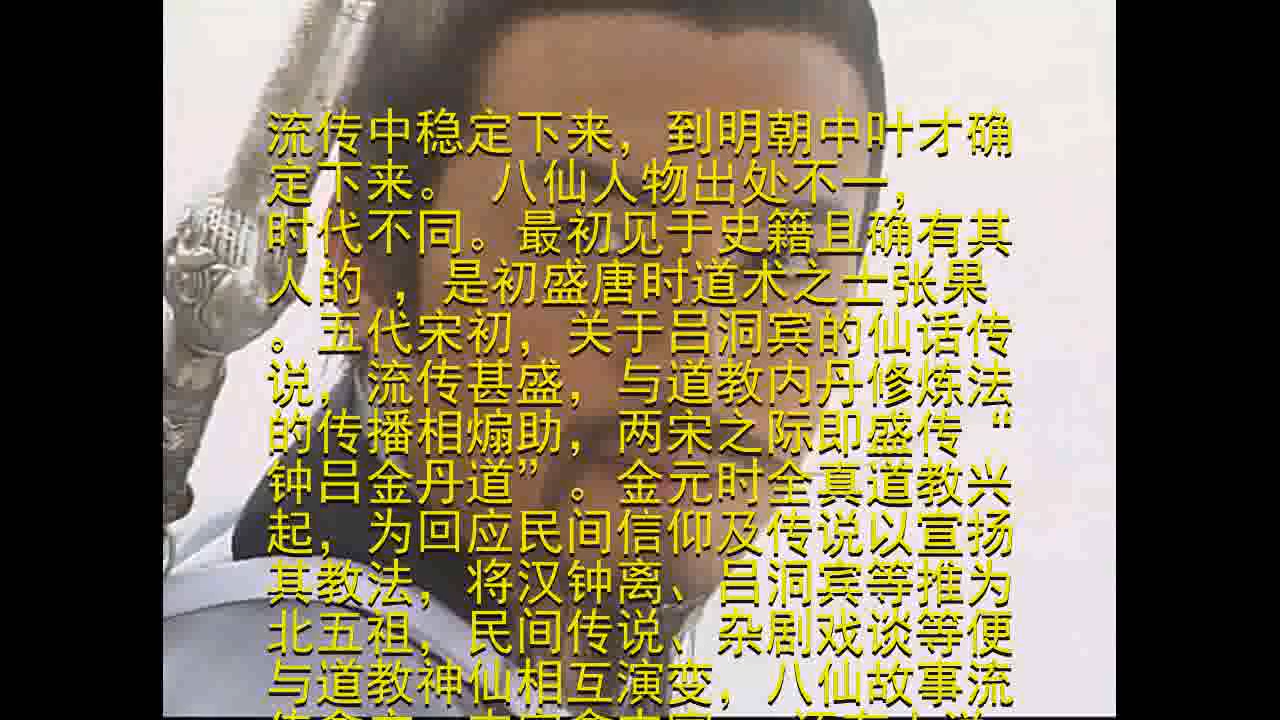 流传中稳定下来，到明朝中叶才确
定下来。 八仙人物出处不一，
时代不同。最初见于史籍且确有其
人的 ，是初盛唐时道术之士张果
。五代宋初，关于吕洞宾的仙话传
说，流传甚盛，与道教内丹修炼法
的传播相煽助，两宋之际即盛传“
钟吕金丹道”。金元时全真道教兴
起，为回应民间信仰及传说以宣扬
其教法，将汉钟离、吕洞宾等推为
北五祖，民间传说、杂剧戏谈等便
与道教神仙相互演变，八仙故事流